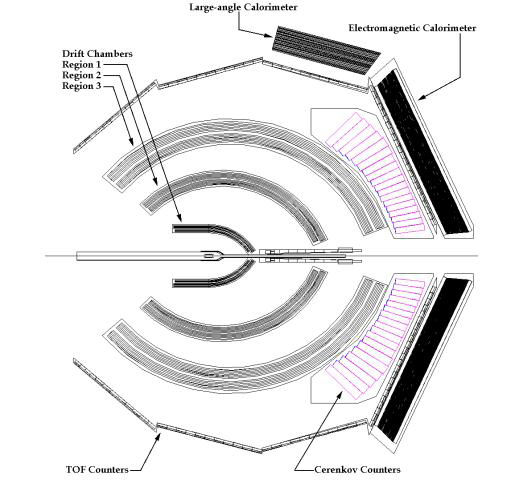 Large-angle Calorimeter
Electromagnetic Calorimeter
Drift Chambers
Region 1
Region 2
Region 3
TOF Counters
Cerenkov Counters